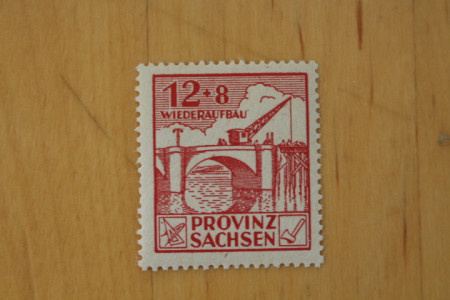 12+8
WIEDERAUFBAU
PROVINZ
SACHSEN